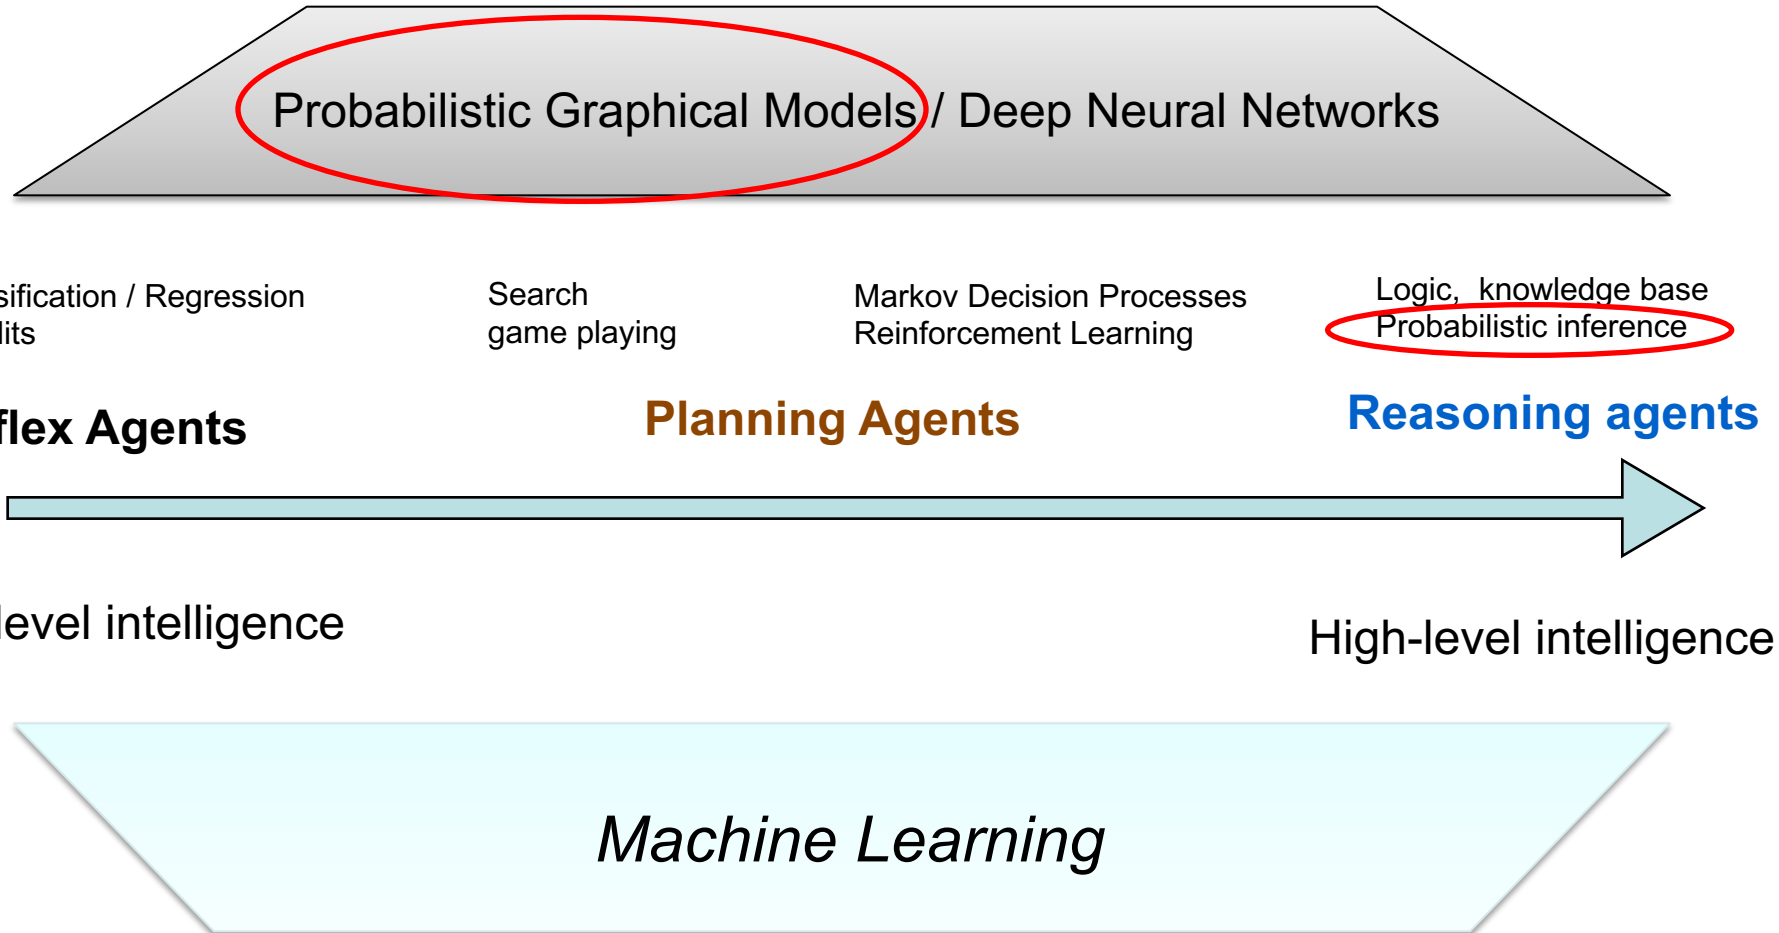 Probabilistic Graphical Models / Deep Neural Networks
sification / Regression
Search
Markov Decision Processes
Logic, knowledge base
dits
game playing
Reinforcement Learning
Probabilistic inference
flex Agents
Planning Agents
Reasoning agents
level intelligence
High-level intelligence
Machine Learning